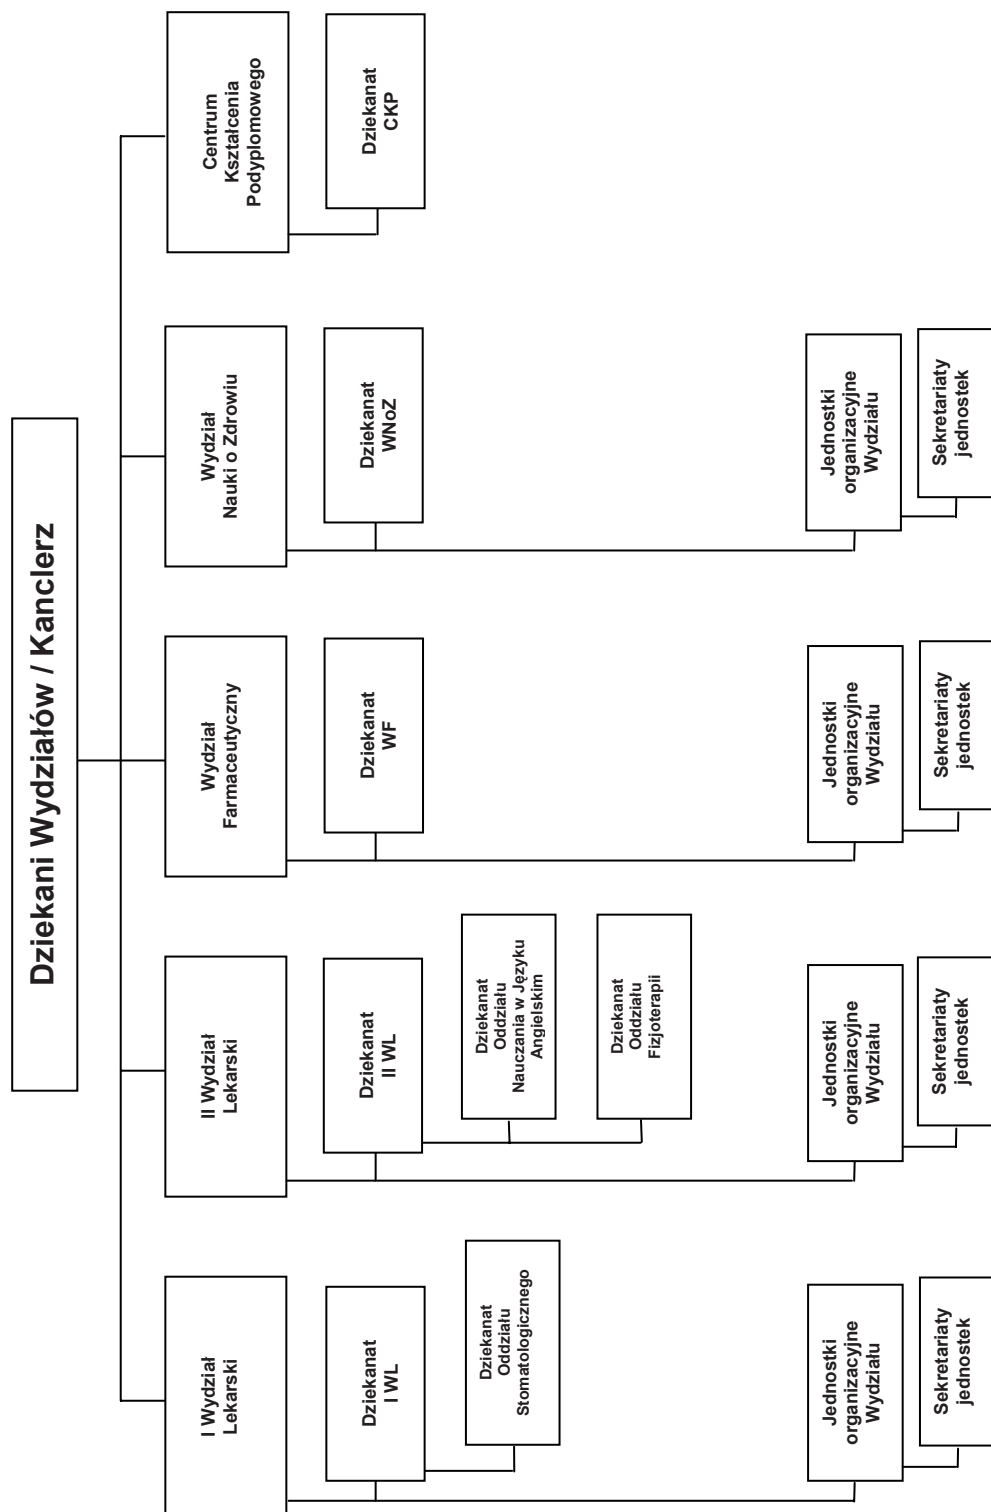 Dziekani Wydziałów / Kanclerz
I Wydział
Lekarski
Dziekanat
I WL
Dziekanat
Oddziału
Stomatologicznego
Jednostki
organizacyjne
Wydziału
Sekretariaty
jednostek
II Wydział
Lekarski
Dziekanat
II WL
Dziekanat
Oddziału
Nauczania w Języku
Angielskim
Dziekanat
Oddziału
Fizjoterapii
Jednostki
organizacyjne
Wydziału
Sekretariaty
jednostek
Wydział
Farmaceutyczny
Dziekanat
WF
Jednostki
organizacyjne
Wydziału
Sekretariaty
jednostek
Wydział
Nauki o Zdrowiu
Dziekanat
WNoZ
Jednostki
organizacyjne
Wydziału
Sekretariaty
jednostek
Centrum
Kształcenia
Podyplomowego
Dziekanat
CKP